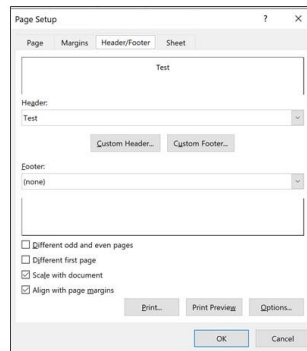 Page Setup ? ×
Page Margins Header/Footer Sheet
Test
Header:
Test
Custom Header... Custom Footer...
Footer:
(none)
Different odd and even pages
Different first page
Scale with document
Align with page margins
Print... Print Preview Options...
OK Cancel